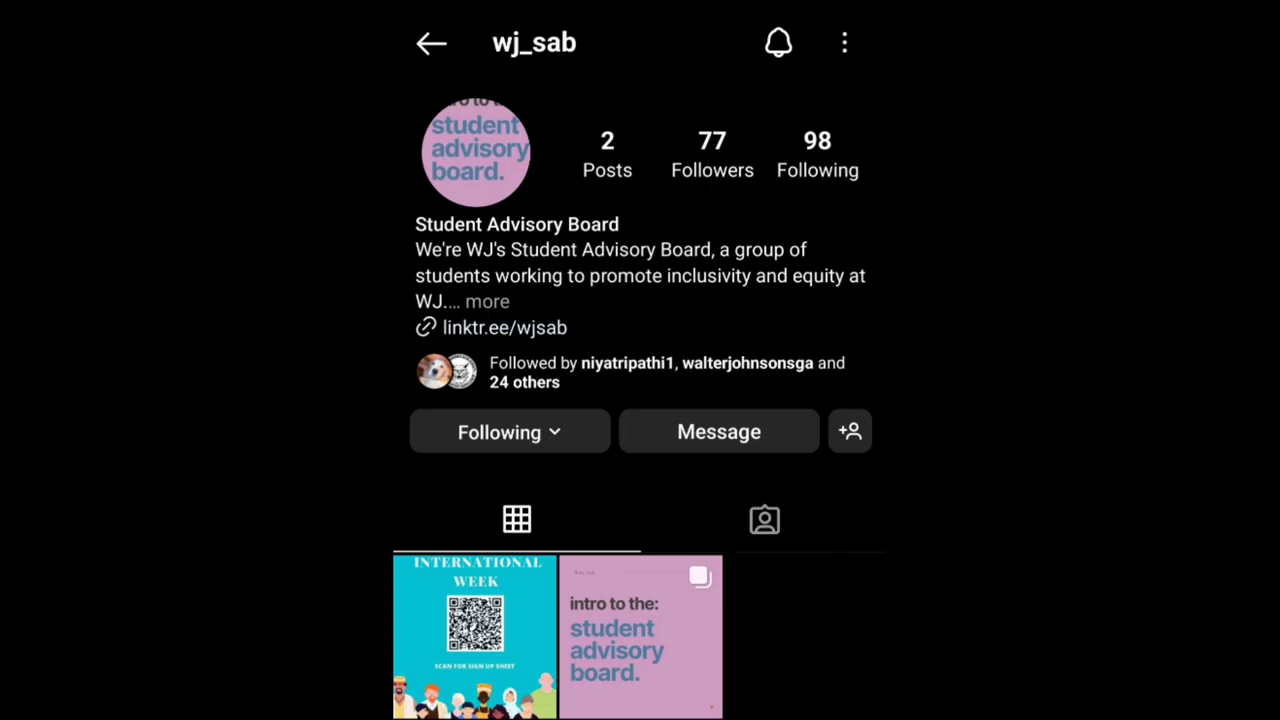 wj_sab
student
advisory
board.
2 77 98
Posts Followers Following
Student Advisory Board
We're WJ's Student Advisory Board, a group of
students working to promote inclusivity and equity at
WJ.... more
linktr.ee/wjsab
Followed by niyatripathi1, walterjohnsonsga and
24 others
Following Message
INTERNATIONAL
WEEK
SCAN FOR SIGN UP SHEET
intro to the:
student
advisory
board.